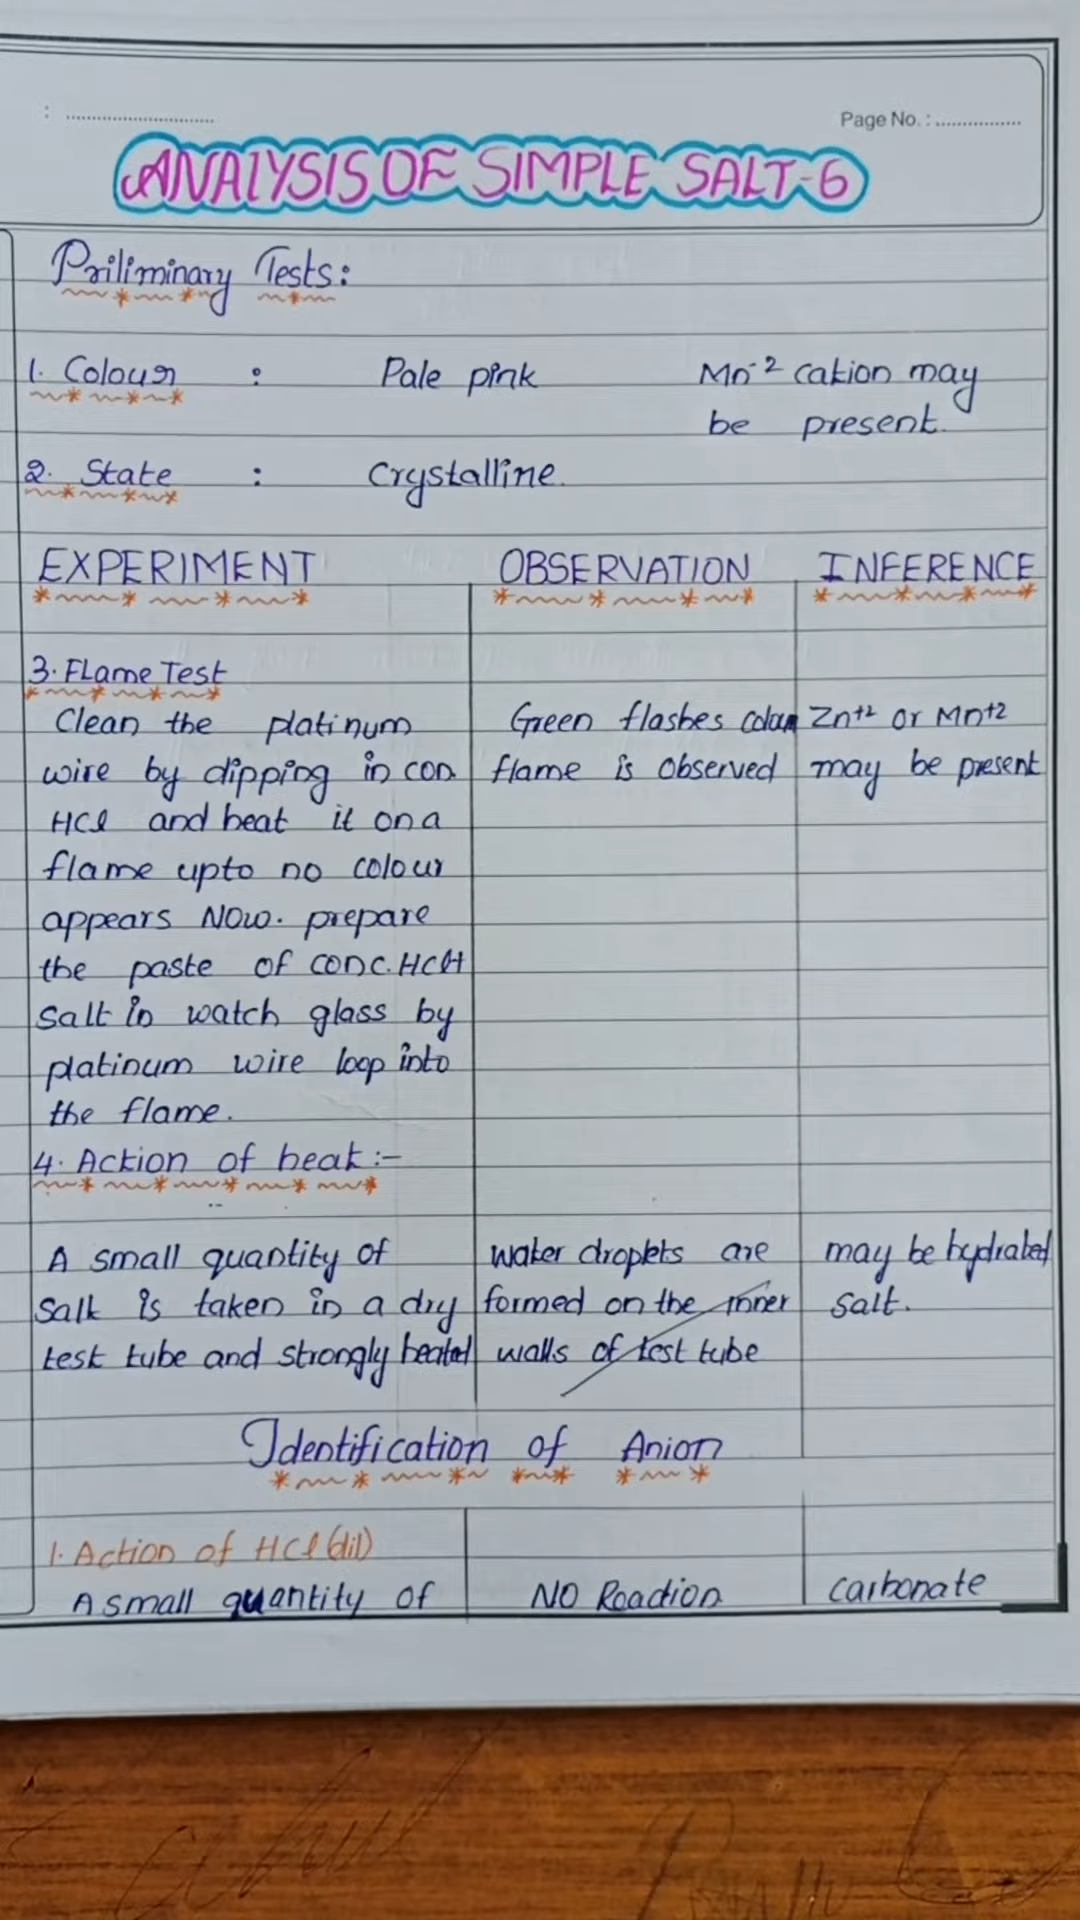 : ............................
Page No. : ................
ANALYSIS OF SIMPLE SALT-6
Priliminary Tests:
1. Colour : Pale pink Mn-2 cation may
be present.
2. State : Crystalline.
EXPERIMENT OBSERVATION INFERENCE
3. Flame Test
Clean the platinum Green flashes colour Zn+2 or Mn+2
wire by dipping in con. flame is observed may be present
HCl and heat it on a
flame upto no colour
appears Now. prepare
the paste of conc. HCl+
salt in watch glass by
platinum wire loop into
the flame.
4. Action of heat :-
A small quantity of water droplets are may be hydrated
salt is taken in a dry formed on the inner salt.
test tube and strongly heated walls of test tube
Identification of Anion
1. Action of HCl (dil)
A small quantity of NO Reaction carbonate